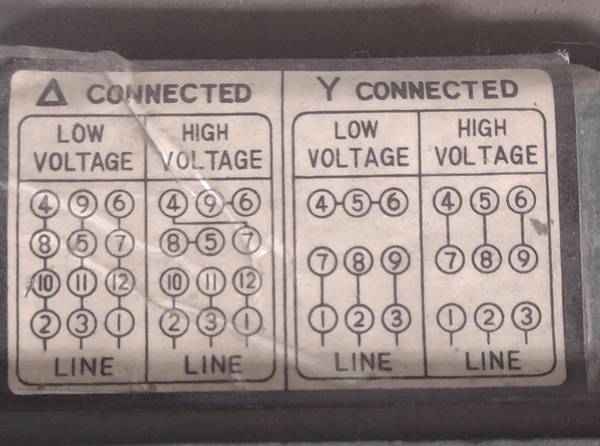 Δ CONNECTED
LOW VOLTAGE
4 9 6
8 6 7
10 11 12
2 3 1
LINE
HIGH VOLTAGE
4 9-6
8-5 7
10 11 12
2 3 1
LINE
Y CONNECTED
LOW VOLTAGE
4-5-6
7 8 9
1 2 3
LINE
HIGH VOLTAGE
4 5 6
7 8 9
1 2 3
LINE